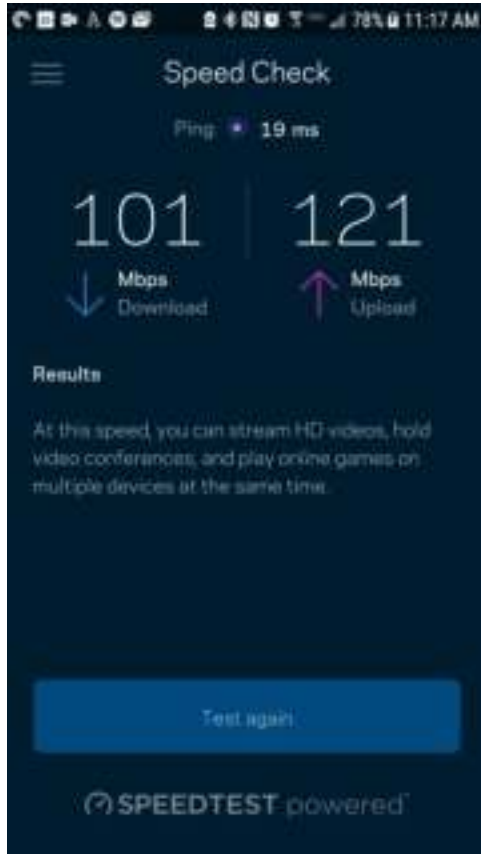 78% 11:17 AM
Speed Check
Ping 19 ms
101 121
Mbps Mbps
Download Upload
Results
At this speed, you can stream HD videos, hold
video conferences, and play online games on
multiple devices at the same time.
Test again
SPEEDTEST powered™